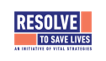 RESOLVE
TO SAVE LIVES
AN INITIATIVE OF VITAL STRATEGIES